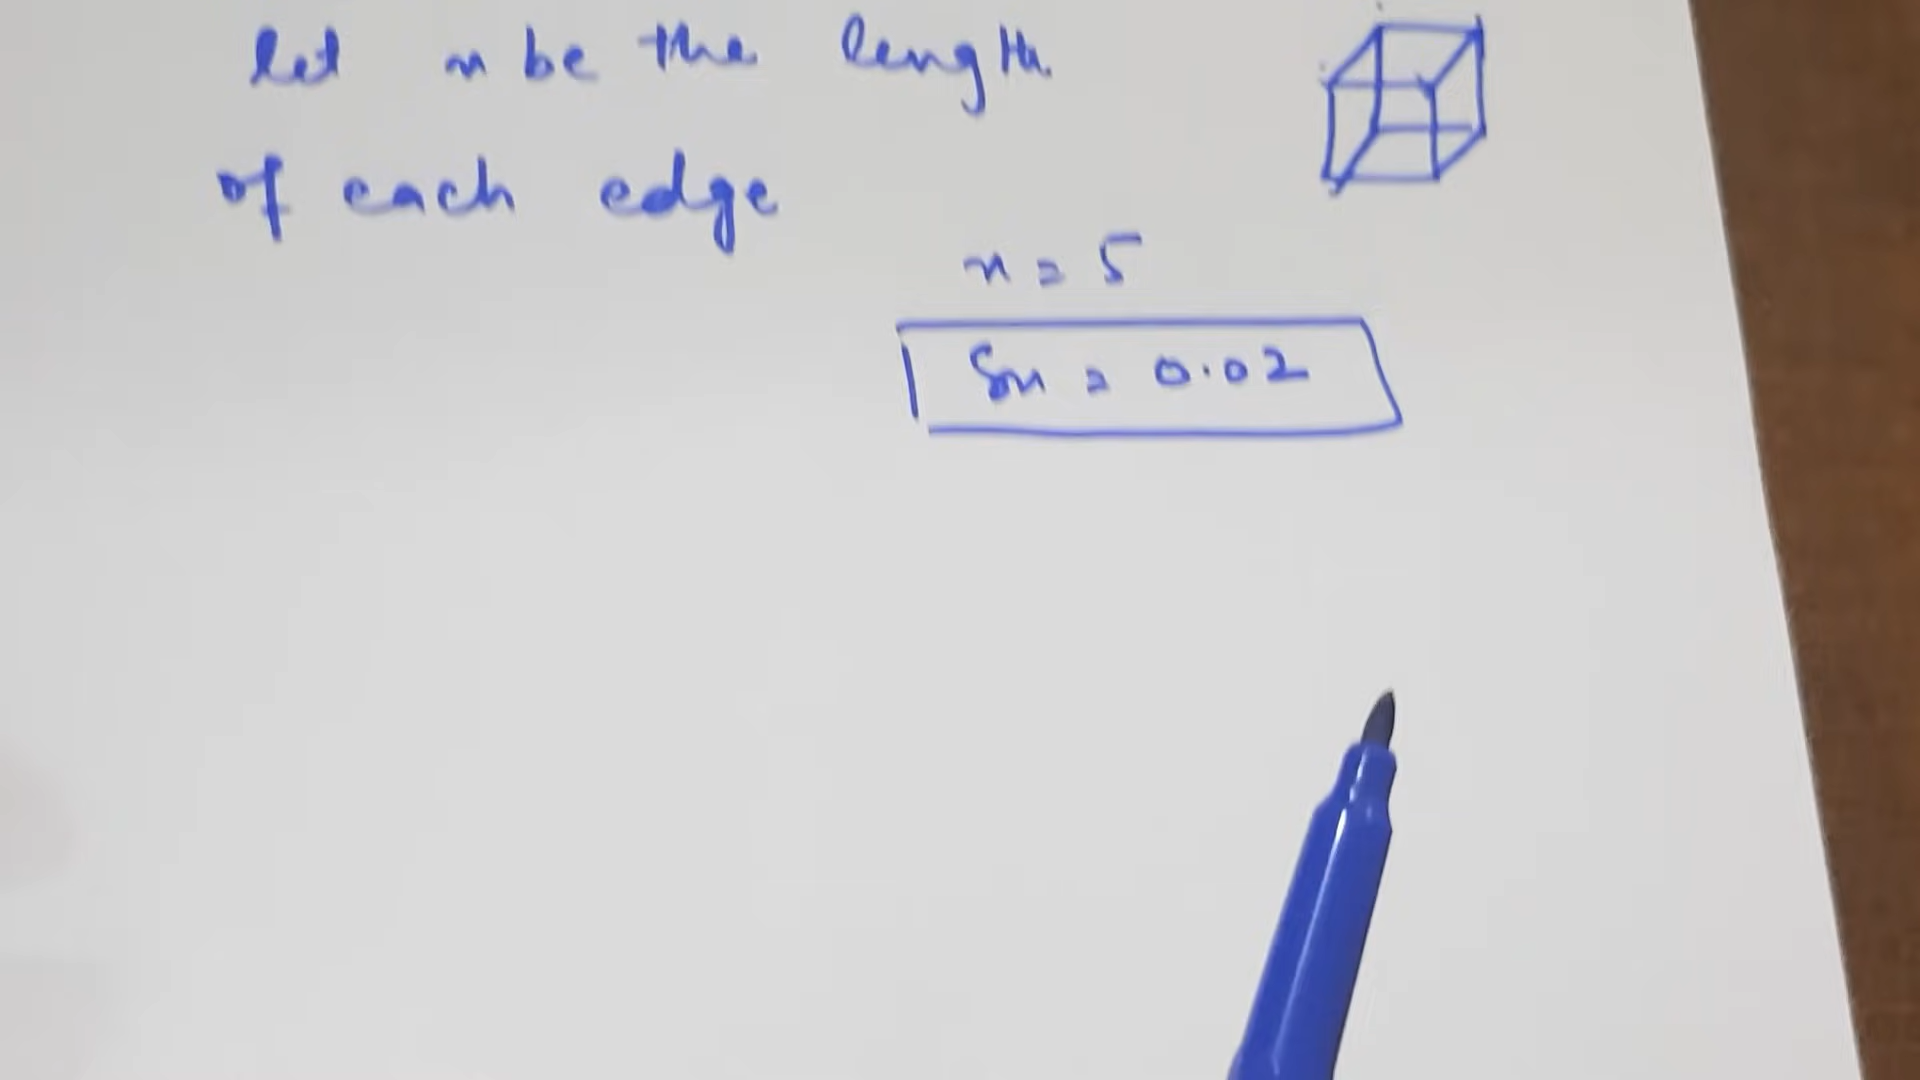 let x be the length
of each edge
x = 5
δx = 0.02